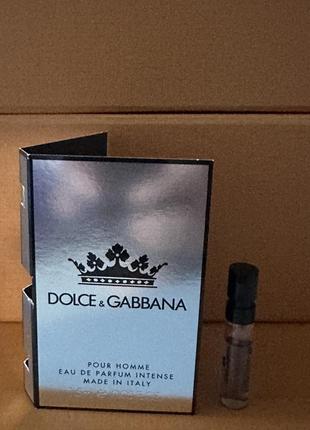 DOLCE & GABBANA
POUR HOMME
EAU DE PARFUM INTENSE
MADE IN ITALY